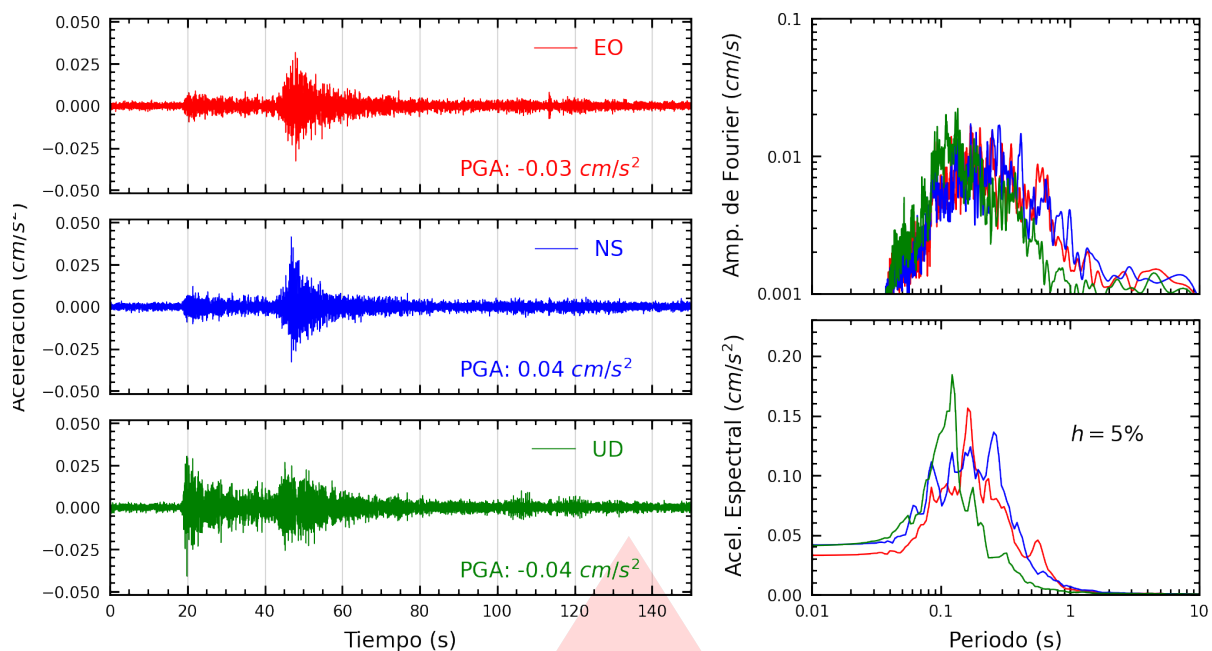 Aceleracion (cm/s²)
0.050
0.025
0.000
−0.025
−0.050
EO
PGA: -0.03 cm/s²
0.050
0.025
0.000
−0.025
−0.050
NS
PGA: 0.04 cm/s²
0.050
0.025
0.000
−0.025
−0.050
UD
PGA: -0.04 cm/s²
0 20 40 60 80 100 120 140
Tiempo (s)
Amp. de Fourier (cm/s)
0.1
0.01
0.001
Acel. Espectral (cm/s²)
0.20
0.15
0.10
0.05
0.00
h = 5%
0.01 0.1 1 10
Periodo (s)